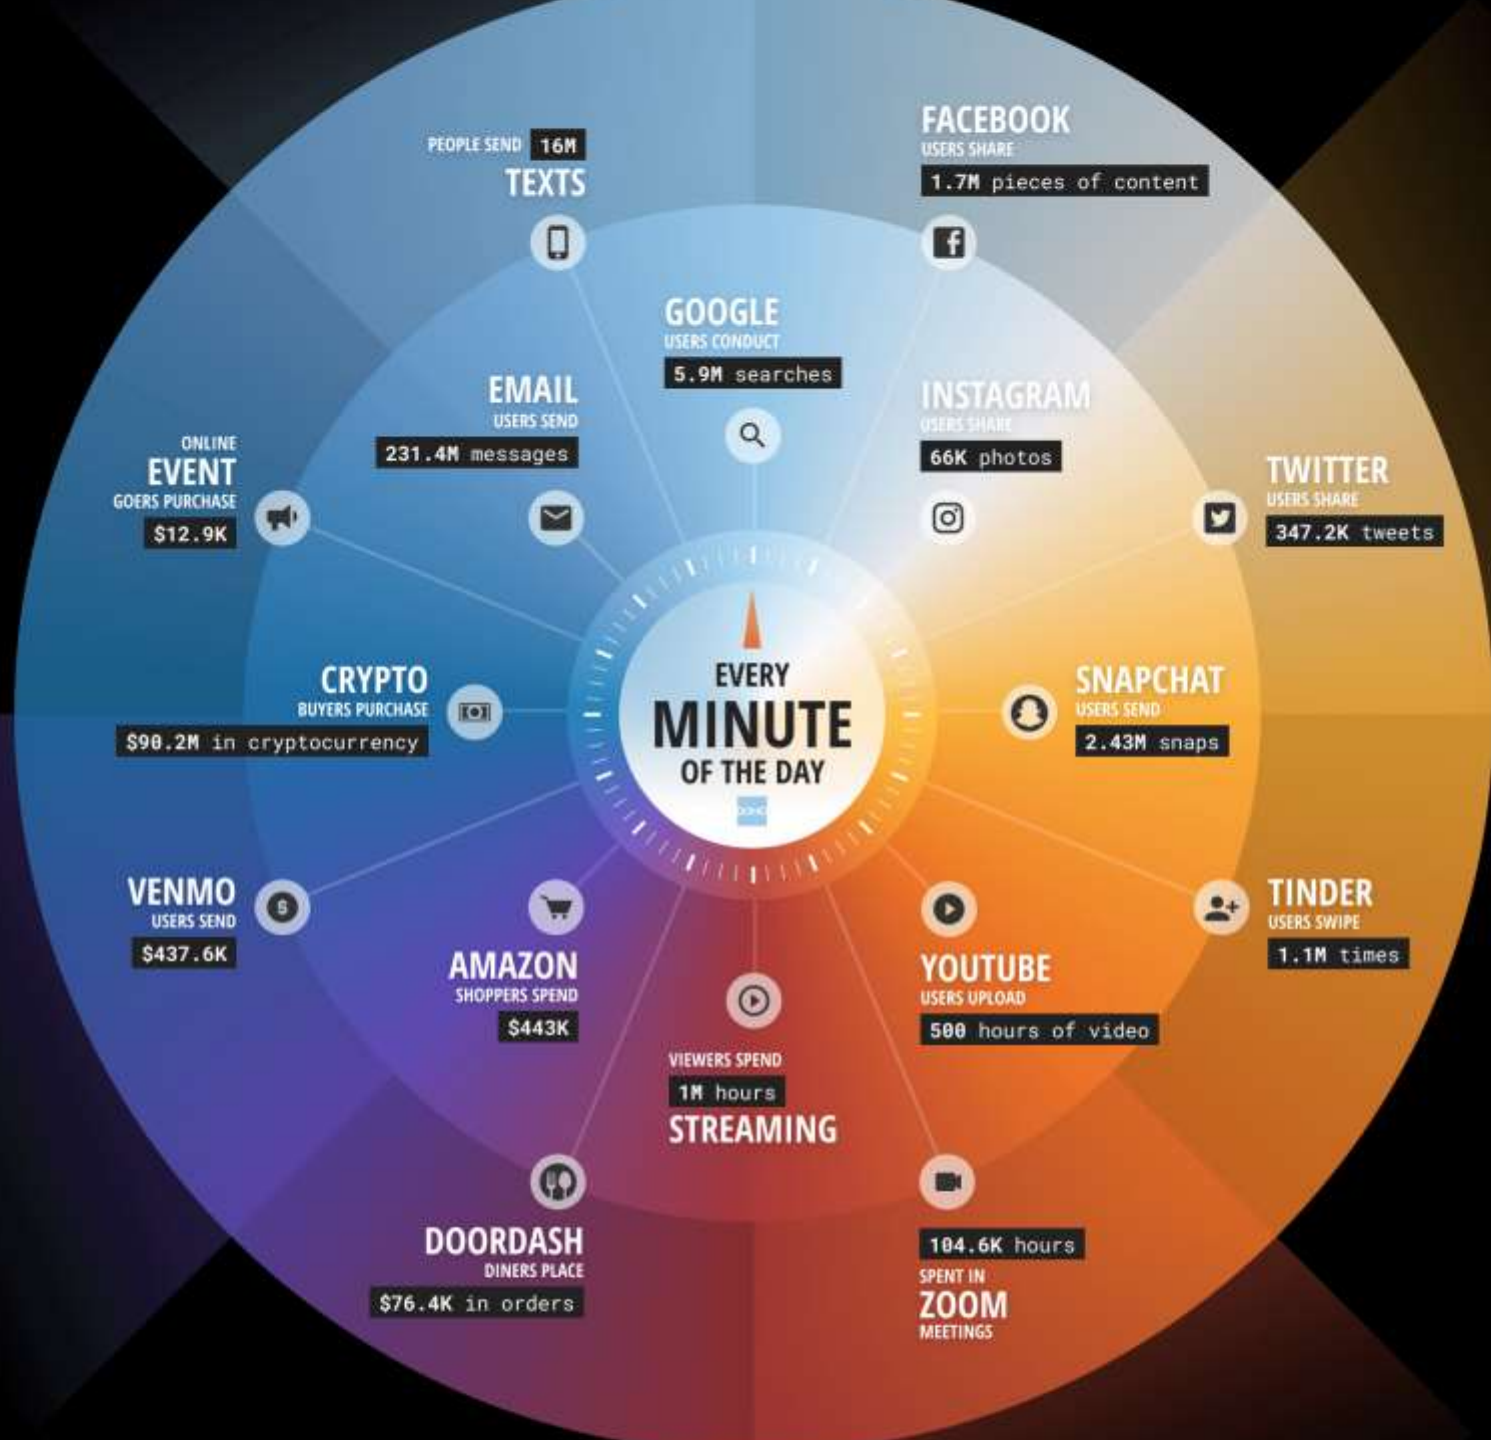 PEOPLE SEND 16M
TEXTS
FACEBOOK
USERS SHARE
1.7M pieces of content
GOOGLE
USERS CONDUCT
5.9M searches
EMAIL
USERS SEND
231.4M messages
INSTAGRAM
USERS SHARE
66K photos
ONLINE
EVENT
GOERS PURCHASE
$12.9K
TWITTER
USERS SHARE
347.2K tweets
CRYPTO
BUYERS PURCHASE
$90.2M in cryptocurrency
EVERY
MINUTE
OF THE DAY
DOMO
SNAPCHAT
USERS SEND
2.43M snaps
VENMO
USERS SEND
$437.6K
AMAZON
SHOPPERS SPEND
$443K
VIEWERS SPEND
1M hours
STREAMING
YOUTUBE
USERS UPLOAD
500 hours of video
TINDER
USERS SWIPE
1.1M times
DOORDASH
DINERS PLACE
$76.4K in orders
104.6K hours
SPENT IN
ZOOM
MEETINGS